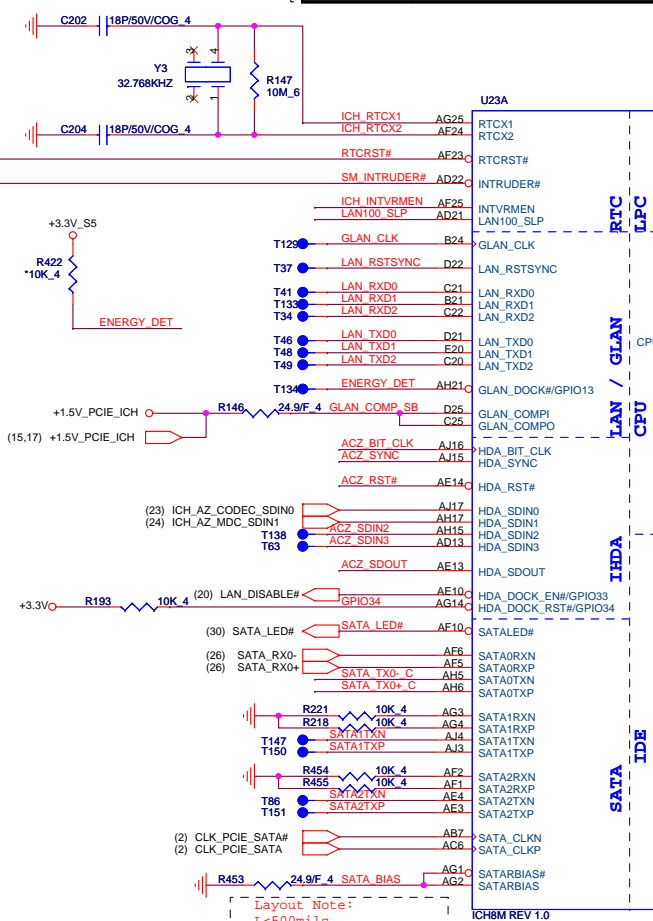 C202 18P/50V/COG_4
3 4
Y3
32.768KHZ
R147
10M_6
2 1
C204 18P/50V/COG_4
U23A
ICH_RTCX1 AG25 RTCX1
ICH_RTCX2 AF24 RTCX2
RTCRST# AF23 RTCRST#
SM_INTRUDER# AD22 INTRUDER#
ICH_INTVRMEN AF25 INTVRMEN
LAN100_SLP AD21 LAN100_SLP
RTC
LPC
+3.3V_S5
R422
*10K_4
ENERGY_DET
T129 GLAN_CLK B24 GLAN_CLK
T37 LAN_RSTSYNC D22 LAN_RSTSYNC
T41 LAN_RXD0 C21 LAN_RXD0
T133 LAN_RXD1 B21 LAN_RXD1
T34 LAN_RXD2 C22 LAN_RXD2
T46 LAN_TXD0 D21 LAN_TXD0
T48 LAN_TXD1 E20 LAN_TXD1
T49 LAN_TXD2 C20 LAN_TXD2
T134 ENERGY_DET AH21 GLAN_DOCK#/GPIO13
LAN / GLAN
CPU
CPU
+1.5V_PCIE_ICH R146 24.9/F_4 GLAN_COMP_SB D25 GLAN_COMPI
C25 GLAN_COMPO
(15,17) +1.5V_PCIE_ICH
ACZ_BIT_CLK AJ16 HDA_BIT_CLK
ACZ_SYNC AJ15 HDA_SYNC
ACZ_RST# AE14 HDA_RST#
(23) ICH_AZ_CODEC_SDIN0 AJ17 HDA_SDIN0
(24) ICH_AZ_MDC_SDIN1 AH17 HDA_SDIN1
T138 ACZ_SDIN2 AH15 HDA_SDIN2
T63 ACZ_SDIN3 AD13 HDA_SDIN3
ACZ_SDOUT AE13 HDA_SDOUT
(20) LAN_DISABLE# AE10 HDA_DOCK_EN#/GPIO33
+3.3V R193 10K_4 GPIO34 AG14 HDA_DOCK_RST#/GPIO34
IHDA
(30) SATA_LED# SATA_LED# AF10 SATALED#
(26) SATA_RX0- AF6 SATA0RXN
(26) SATA_RX0+ AF5 SATA0RXP
SATA_TX0-_C AH5 SATA0TXN
SATA_TX0+_C AH6 SATA0TXP
R221 10K_4 AG3 SATA1RXN
R218 10K_4 AG4 SATA1RXP
T147 SATA1TXN AJ4 SATA1TXN
T150 SATA1TXP AJ3 SATA1TXP
R454 10K_4 AF2 SATA2RXN
R455 10K_4 AF1 SATA2RXP
T86 SATA2TXN AE4 SATA2TXN
T151 SATA2TXP AE3 SATA2TXP
SATA
IDE
(2) CLK_PCIE_SATA# AB7 SATA_CLKN
(2) CLK_PCIE_SATA AC6 SATA_CLKP
AG1 SATARBIAS#
R453 24.9/F_4 SATA_BIAS AG2 SATARBIAS
Layout Note:
L<500mils
ICH8M REV 1.0